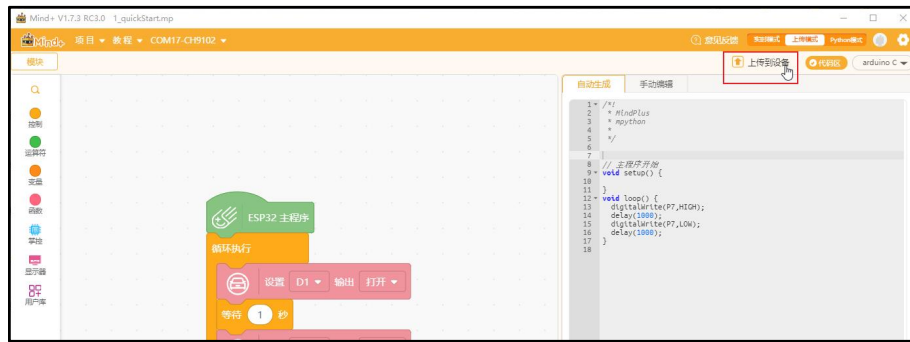 Mind+ V1.7.3 RC3.0 1_quickStart.mp
Mind+ 项目 教程 COM17-CH9102 意见反馈 实时模式 上传模式 Python模式
模块 上传到设备 代码区 arduino C
自动生成 手动编辑
控制
运算符
变量
函数
掌控
显示器
用户库
ESP32 主程序
循环执行
设置 D1 输出 打开
等待 1 秒
1 /*!
2 * MindPlus
3 * mpython
4 *
5 */
6
7
8 // 主程序开始
9 void setup() {
10
11 }
12 void loop() {
13 digitalWrite(P7,HIGH);
14 delay(1000);
15 digitalWrite(P7,LOW);
16 delay(1000);
17 }
18